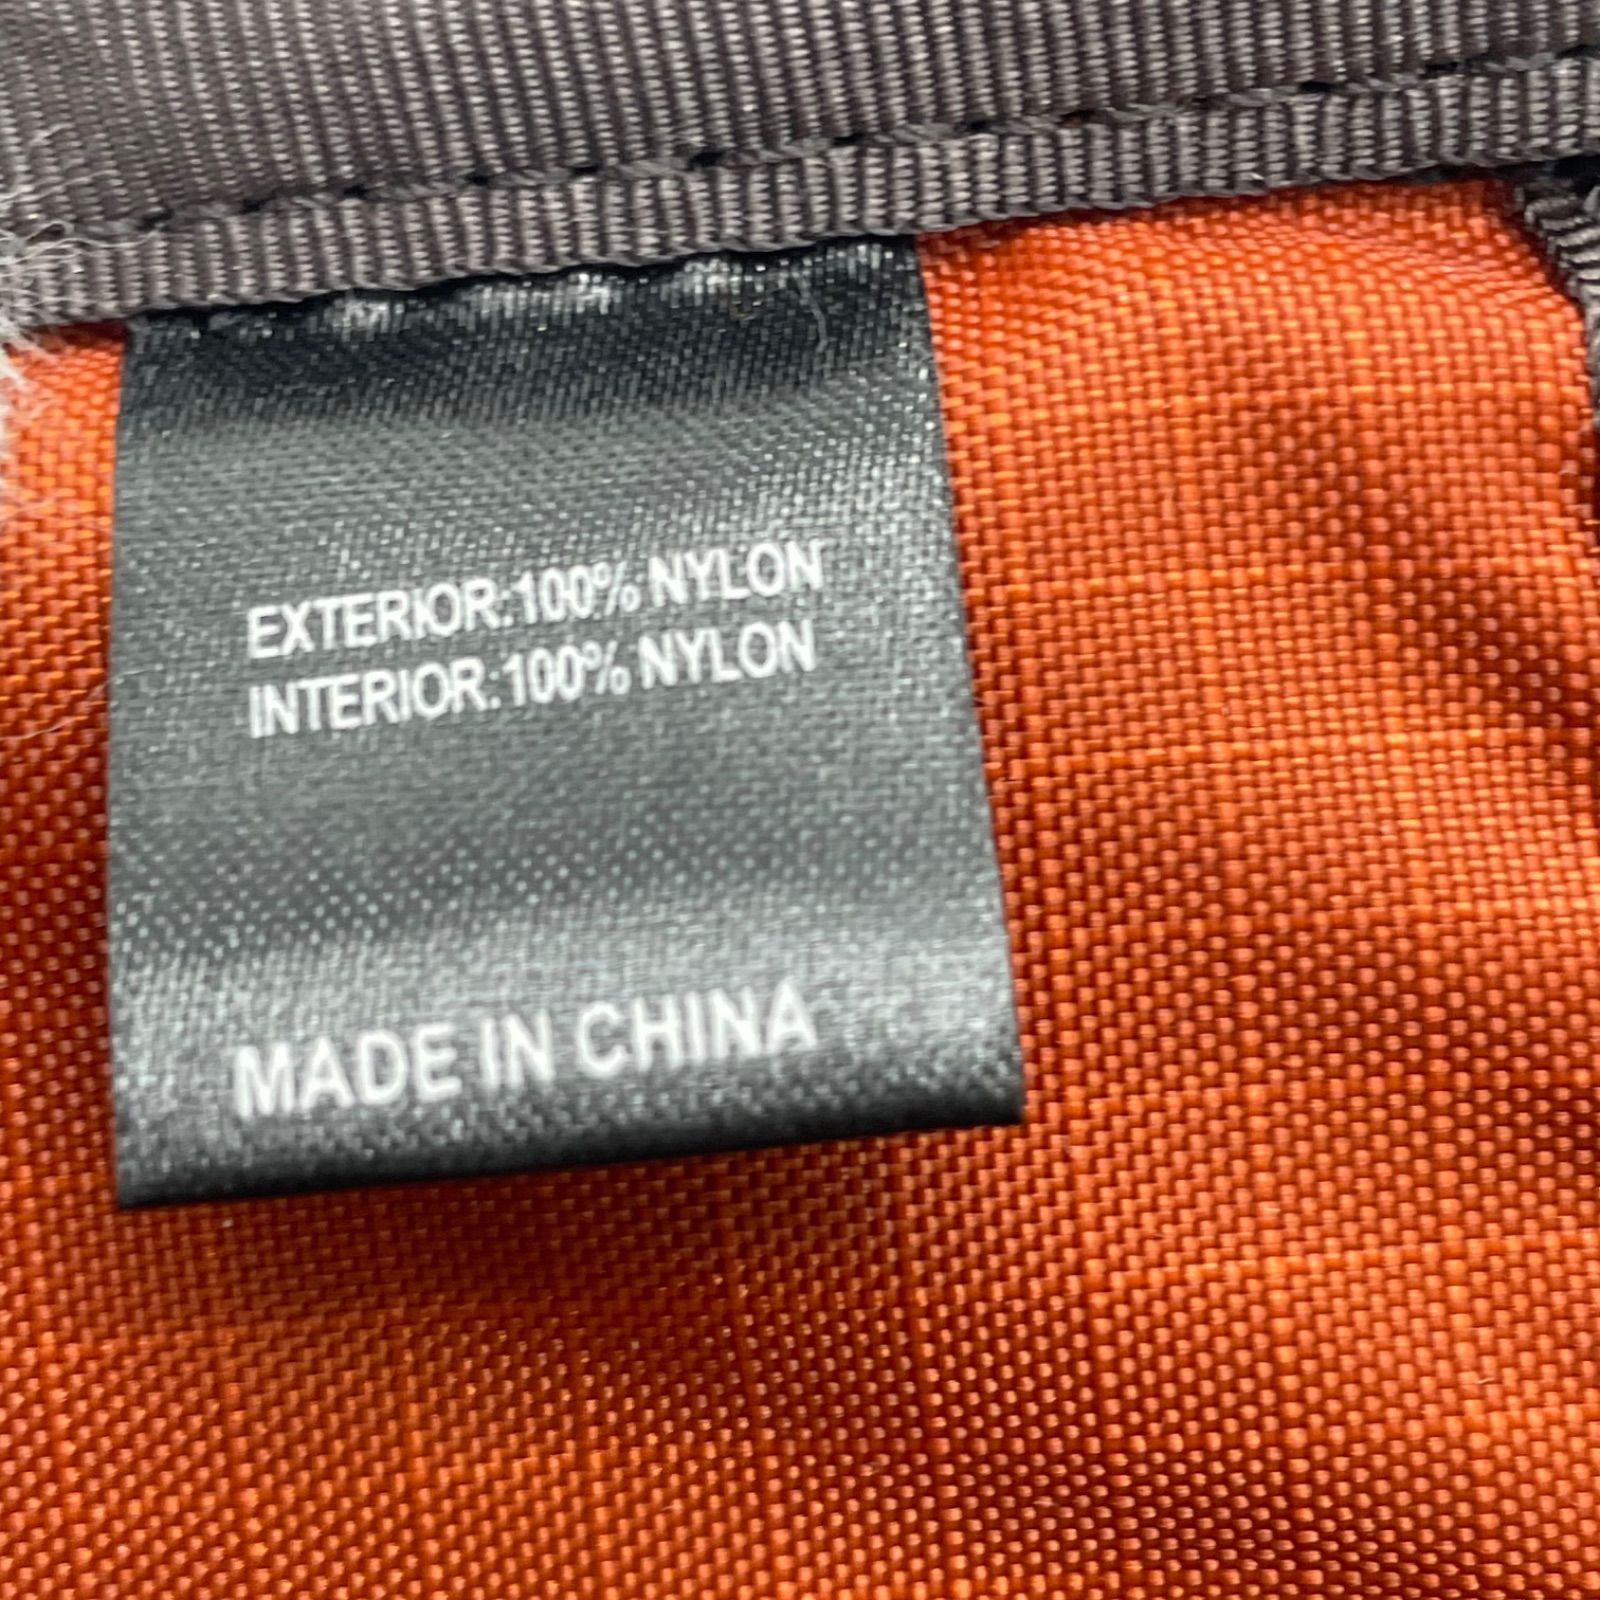 EXTERIOR:100% NYLON
INTERIOR:100% NYLON
MADE IN CHINA